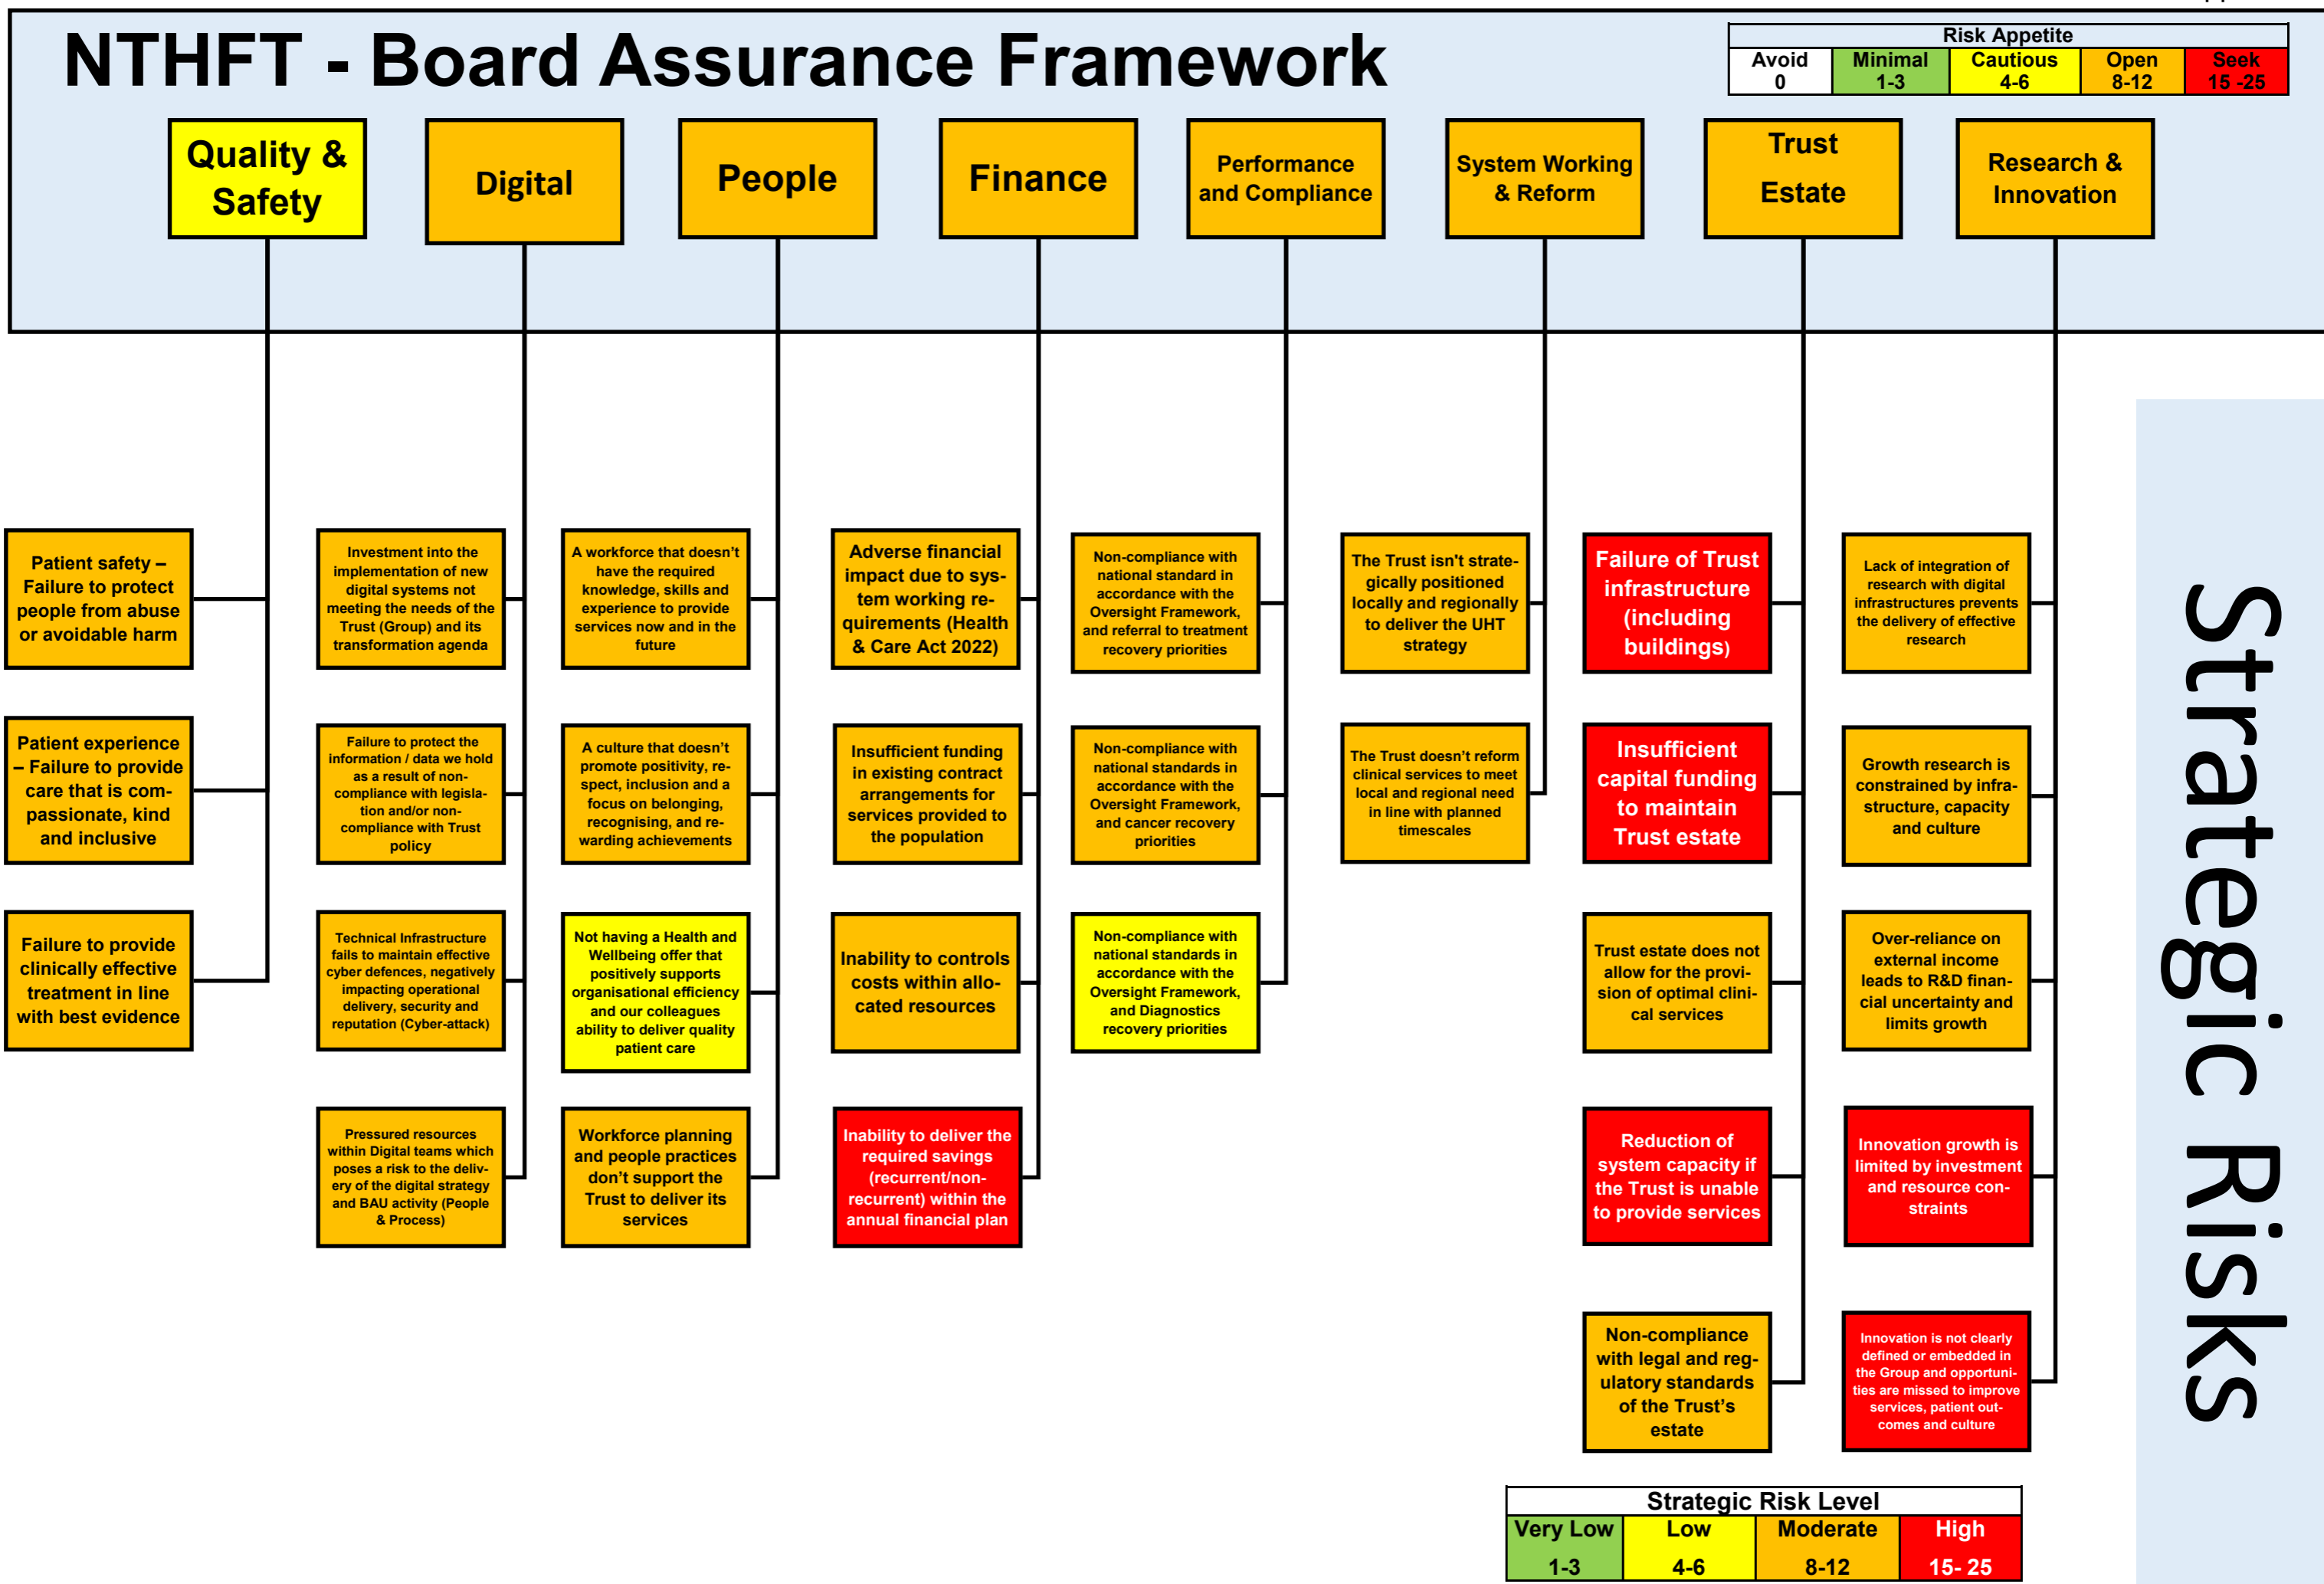 NTHFT - Board Assurance Framework
Risk Appetite
Avoid Minimal Cautious Open Seek
0 1-3 4-6 8-12 15 -25
Quality &
Safety
Digital
People
Finance
Performance
and Compliance
System Working
& Reform
Trust
Estate
Research &
Innovation
Patient safety –
Failure to protect
people from abuse
or avoidable harm
Patient experience
– Failure to provide
care that is com-
passionate, kind
and inclusive
Failure to provide
clinically effective
treatment in line
with best evidence
Investment into the
implementation of new
digital systems not
meeting the needs of the
Trust (Group) and its
transformation agenda
Failure to protect the
information / data we hold
as a result of non-
compliance with legisla-
tion and/or non-
compliance with Trust
policy
Technical Infrastructure
fails to maintain effective
cyber defences, negatively
impacting operational
delivery, security and
reputation (Cyber-attack)
Pressured resources
within Digital teams which
poses a risk to the deliv-
ery of the digital strategy
and BAU activity (People
& Process)
A workforce that doesn't
have the required
knowledge, skills and
experience to provide
services now and in the
future
A culture that doesn't
promote positivity, re-
spect, inclusion and a
focus on belonging,
recognising, and re-
warding achievements
Not having a Health and
Wellbeing offer that
positively supports
organisational efficiency
and our colleagues
ability to deliver quality
patient care
Workforce planning
and people practices
don't support the
Trust to deliver its
services
Adverse financial
impact due to sys-
tem working re-
quirements (Health
& Care Act 2022)
Insufficient funding
in existing contract
arrangements for
services provided to
the population
Inability to controls
costs within allo-
cated resources
Inability to deliver the
required savings
(recurrent/non-
recurrent) within the
annual financial plan
Non-compliance with
national standard in
accordance with the
Oversight Framework,
and referral to treatment
recovery priorities
Non-compliance with
national standards in
accordance with the
Oversight Framework,
and cancer recovery
priorities
Non-compliance with
national standards in
accordance with the
Oversight Framework,
and Diagnostics
recovery priorities
The Trust isn't strate-
gically positioned
locally and regionally
to deliver the UHT
strategy
The Trust doesn't reform
clinical services to meet
local and regional need
in line with planned
timescales
Failure of Trust
infrastructure
(including
buildings)
Insufficient
capital funding
to maintain
Trust estate
Trust estate does not
allow for the provi-
sion of optimal clini-
cal services
Reduction of
system capacity if
the Trust is unable
to provide services
Non-compliance
with legal and reg-
ulatory standards
of the Trust's
estate
Lack of integration of
research with digital
infrastructures prevents
the delivery of effective
research
Growth research is
constrained by infra-
structure, capacity
and culture
Over-reliance on
external income
leads to R&D finan-
cial uncertainty and
limits growth
Innovation growth is
limited by investment
and resource con-
straints
Innovation is not clearly
defined or embedded in
the Group and opportuni-
ties are missed to improve
services, patient out-
comes and culture
Strategic Risks
Strategic Risk Level
Very Low Low Moderate High
1-3 4-6 8-12 15- 25